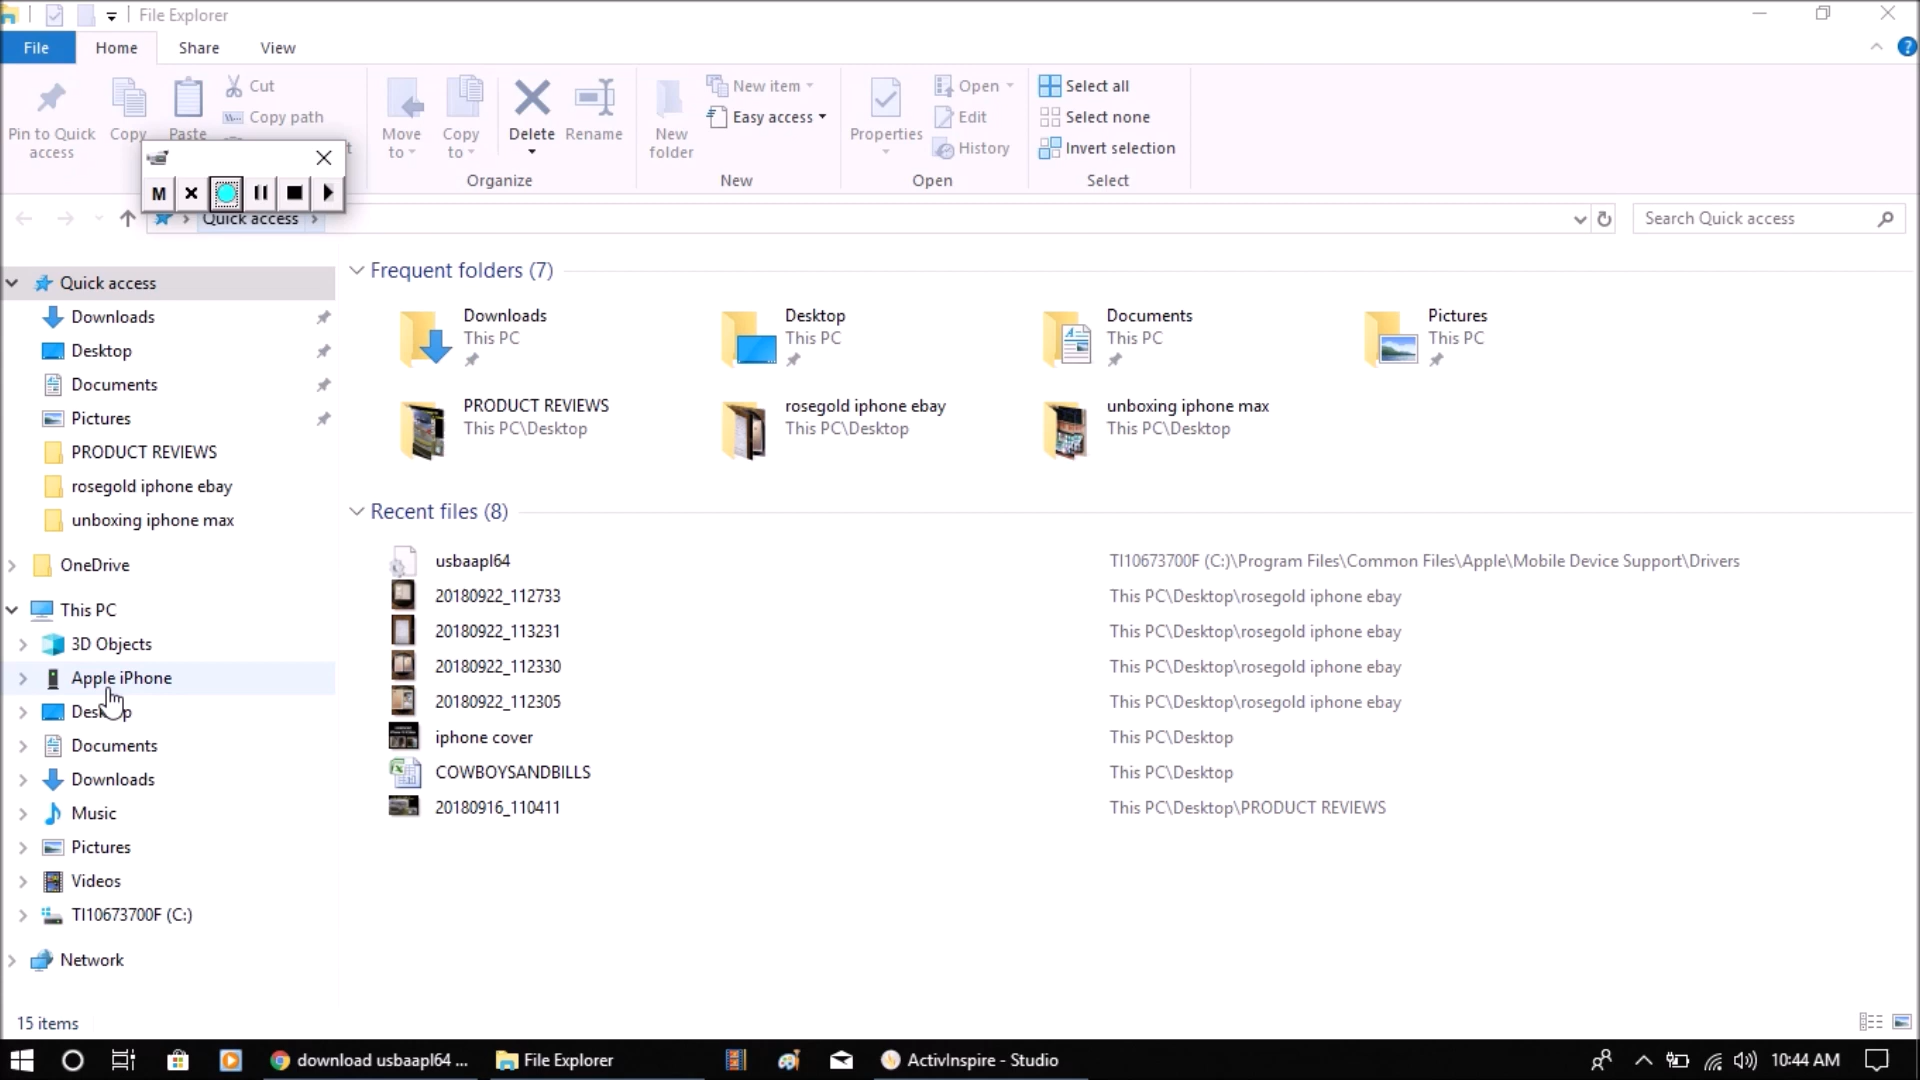 File Explorer
File
Home
Share
View
Pin to Quick
access
Copy
Paste
Cut
Copy path
Move
to
Copy
to
Delete
Rename
New
folder
New item
Easy access
Properties
Open
Edit
History
Select all
Select none
Invert selection
Organize
New
Open
Select
M
Quick access
Search Quick access
Quick access
Downloads
Desktop
Documents
Pictures
PRODUCT REVIEWS
rosegold iphone ebay
unboxing iphone max
OneDrive
This PC
3D Objects
Apple iPhone
Desktop
Documents
Downloads
Music
Pictures
Videos
TI10673700F (C:)
Network
Frequent folders (7)
Downloads
This PC
Desktop
This PC
Documents
This PC
Pictures
This PC
PRODUCT REVIEWS
This PC\Desktop
rosegold iphone ebay
This PC\Desktop
unboxing iphone max
This PC\Desktop
Recent files (8)
usbaapl64 TI10673700F (C:)\Program Files\Common Files\Apple\Mobile Device Support\Drivers
20180922_112733 This PC\Desktop\rosegold iphone ebay
20180922_113231 This PC\Desktop\rosegold iphone ebay
20180922_112330 This PC\Desktop\rosegold iphone ebay
20180922_112305 This PC\Desktop\rosegold iphone ebay
iphone cover This PC\Desktop
COWBOYSANDBILLS This PC\Desktop
20180916_110411 This PC\Desktop\PRODUCT REVIEWS
15 items
download usbaapl64 ...
File Explorer
ActivInspire - Studio
10:44 AM